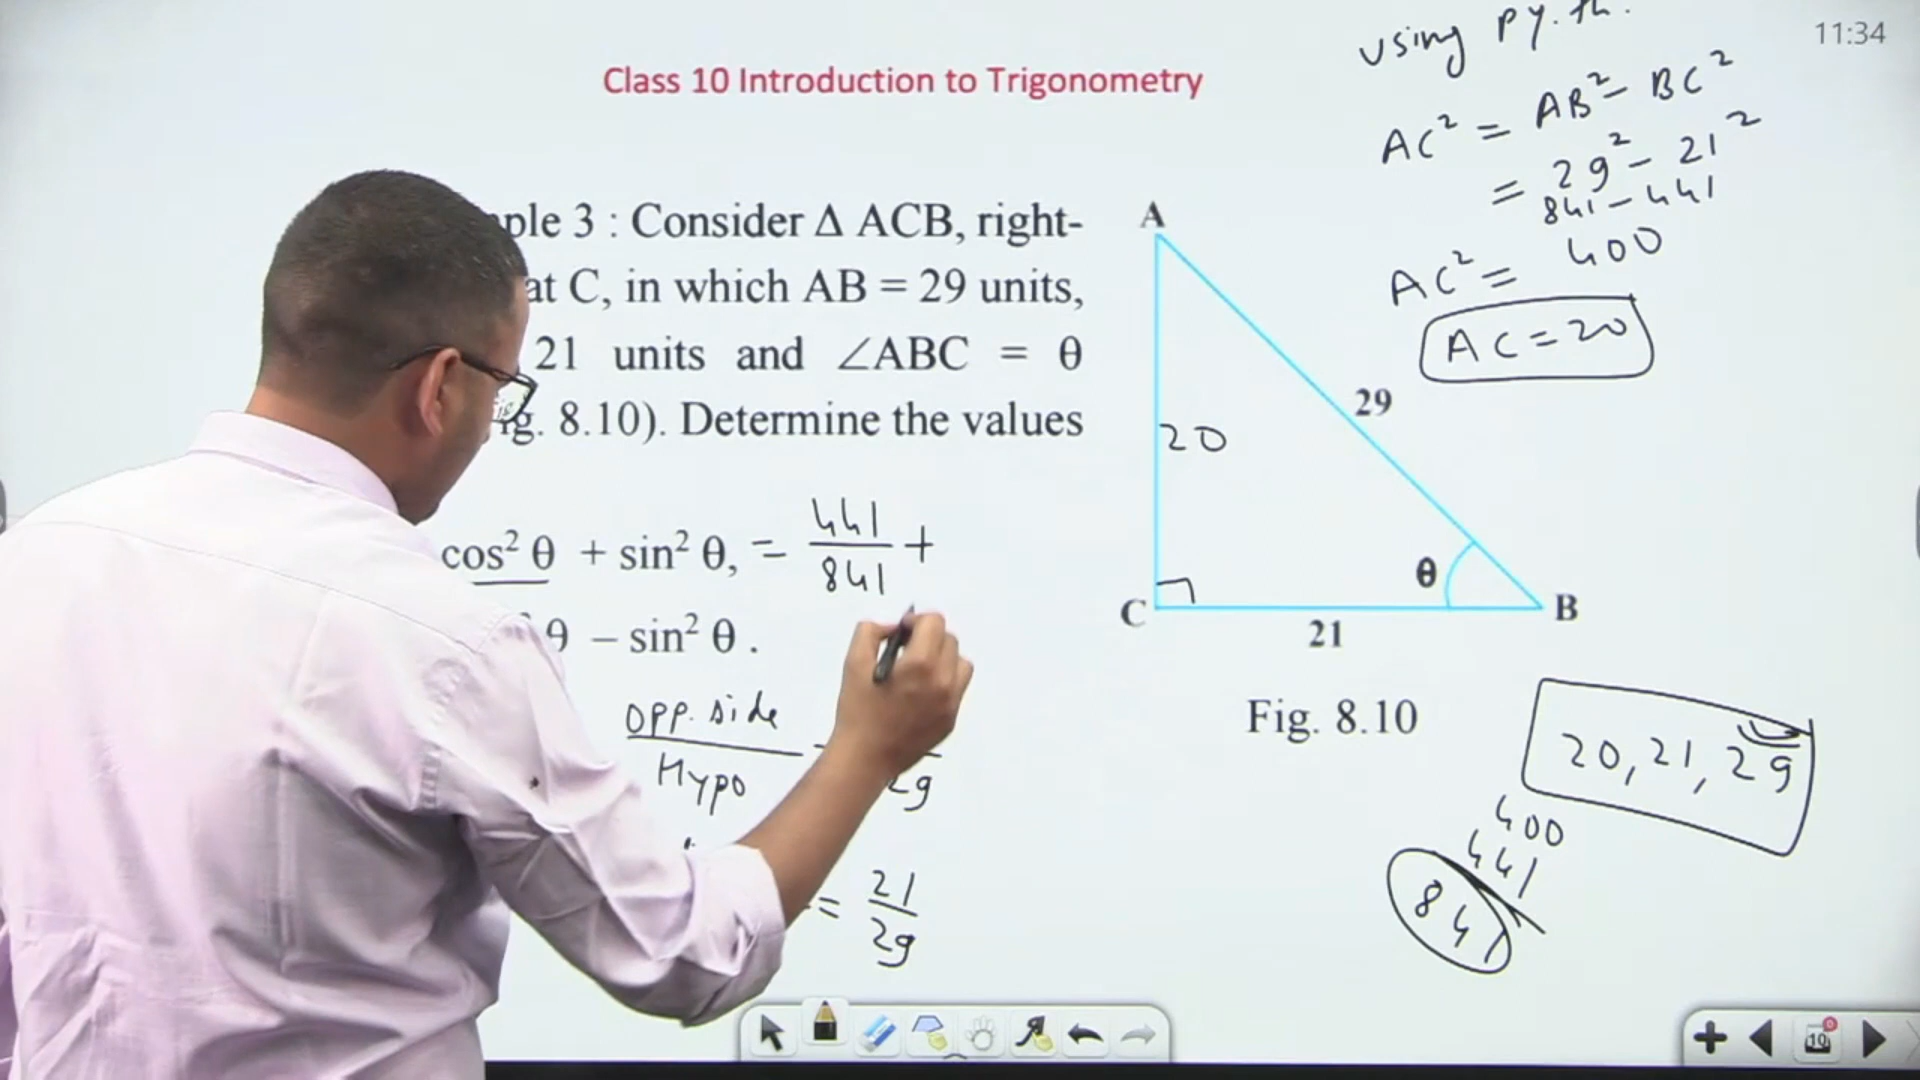 11:34
Class 10 Introduction to Trigonometry
using PY. th.
AC² = AB² – BC²
= 29² – 21²
841 – 441
AC² = 400
AC = 20
ple 3 : Consider Δ ACB, right-
at C, in which AB = 29 units,
21 units and ∠ABC = θ
g. 8.10). Determine the values
cos² θ + sin² θ, = 441/841 +
θ – sin² θ .
opp. side
Hypo
29
= 21/29
A
20
29
C
θ
B
21
Fig. 8.10
20, 21, 29
400
441
841
10